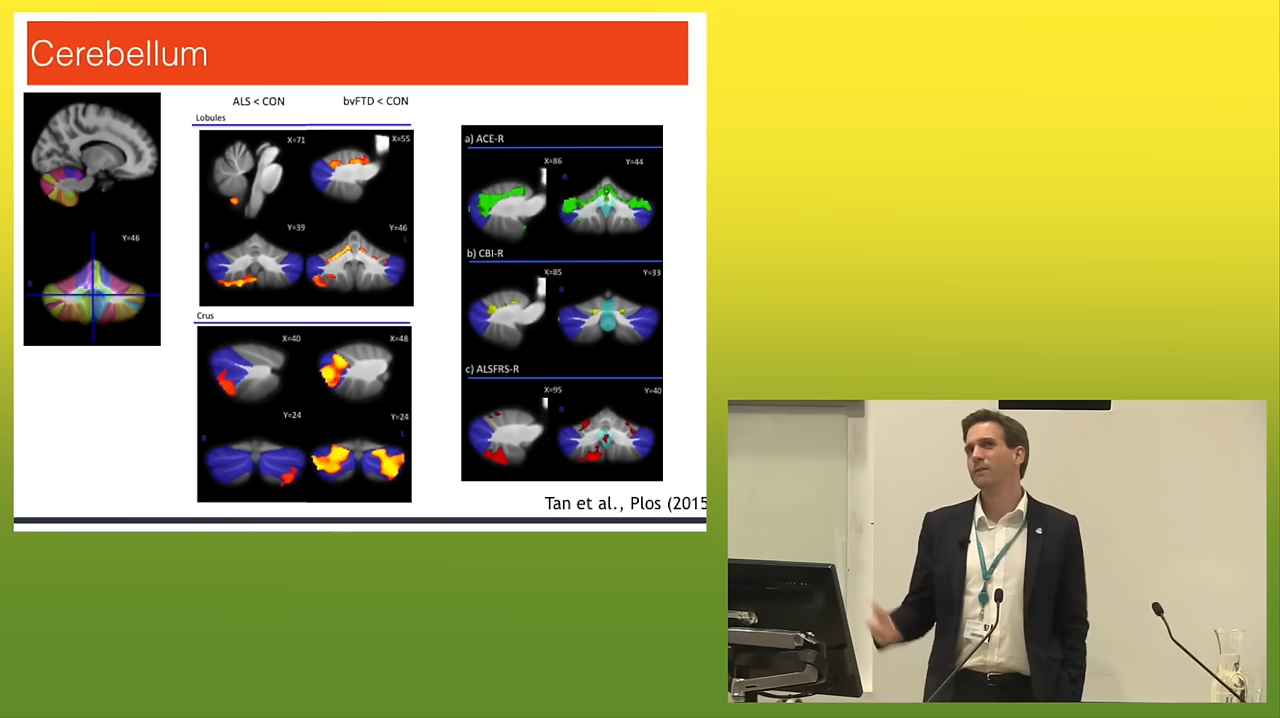 Cerebellum
ALS < CON
bvFTD < CON
Lobules
X=71
X=55
Y=39
Y=46
R
L
Crus
X=40
X=48
Y=24
Y=24
R
L
Y=46
R
a) ACE-R
X=86
Y=44
R
b) CBI-R
X=85
Y=33
R
c) ALSFRS-R
X=95
Y=40
R
Tan et al., Plos (2015